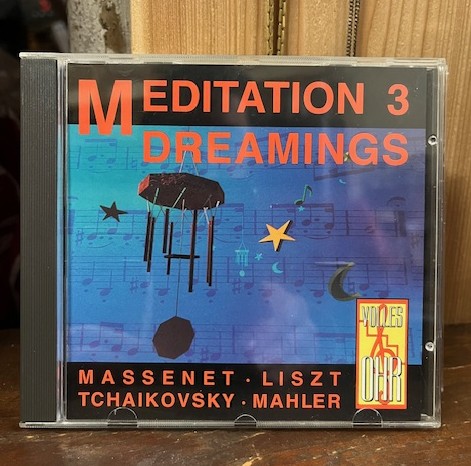 MEDITATION 3
DREAMINGS
VOLLES
OHR
MASSENET · LISZT
TCHAIKOVSKY · MAHLER